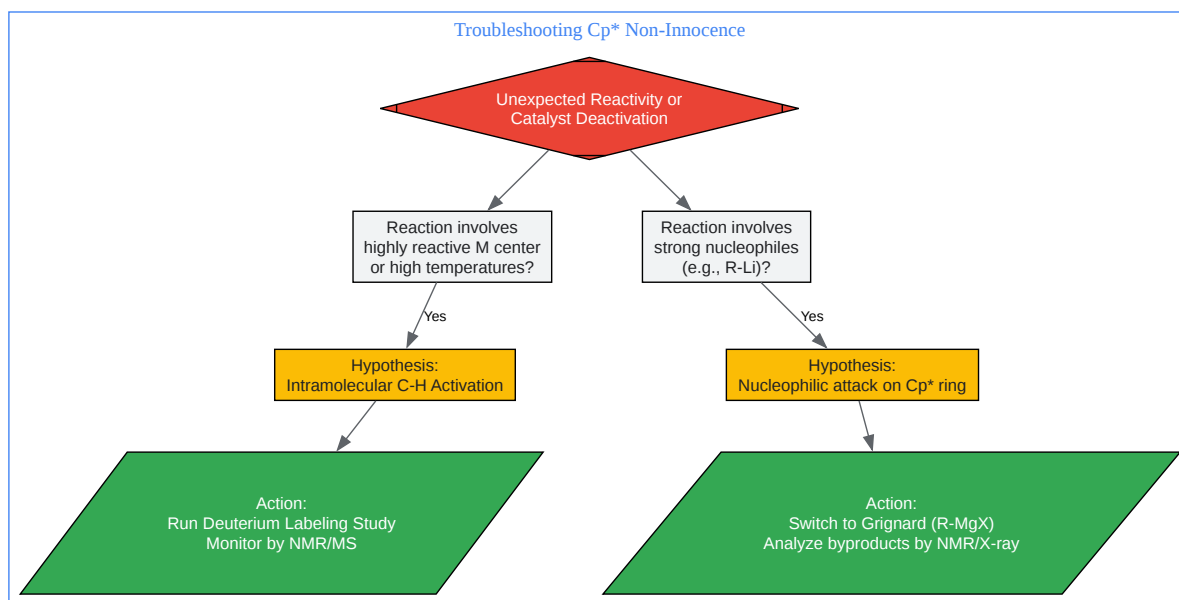 Troubleshooting Cp* Non-Innocence
Unexpected Reactivity or
Catalyst Deactivation
Reaction involves
highly reactive M center
or high temperatures?
Reaction involves
strong nucleophiles
(e.g., R-Li)?
Yes
Yes
Hypothesis:
Intramolecular C-H Activation
Hypothesis:
Nucleophilic attack on Cp* ring
Action:
Run Deuterium Labeling Study
Monitor by NMR/MS
Action:
Switch to Grignard (R-MgX)
Analyze byproducts by NMR/X-ray